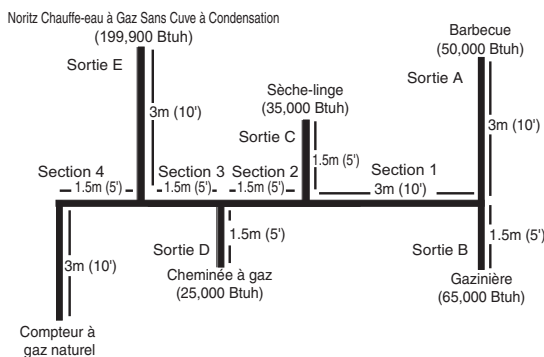 Noritz Chauffe-eau à Gaz Sans Cuve à Condensation
(199,900 Btuh)
Sortie E
3m (10')
Barbecue
(50,000 Btuh)
Sortie A
3m (10')
Sèche-linge
(35,000 Btuh)
Sortie C
1.5m (5')
Section 4
1.5m (5')
Section 3
1.5m (5')
Section 2
1.5m (5')
Section 1
3m (10')
3m (10')
Compteur à
gaz naturel
Sortie D
1.5m (5')
Cheminée à gaz
(25,000 Btuh)
Sortie B
1.5m (5')
Gazinière
(65,000 Btuh)